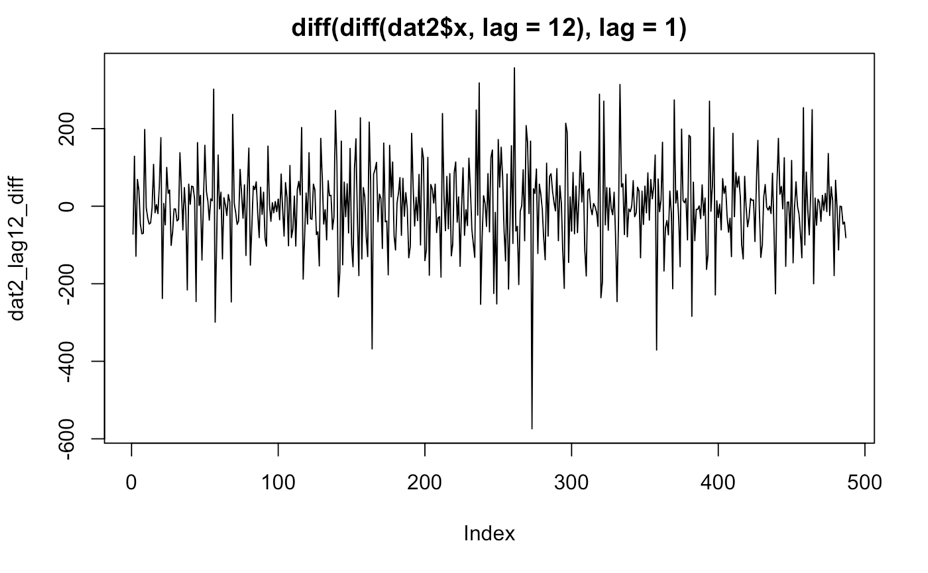 diff(diff(dat2$x, lag = 12), lag = 1)
dat2_lag12_diff
200
0
-200
-400
-600
0 100 200 300 400 500
Index